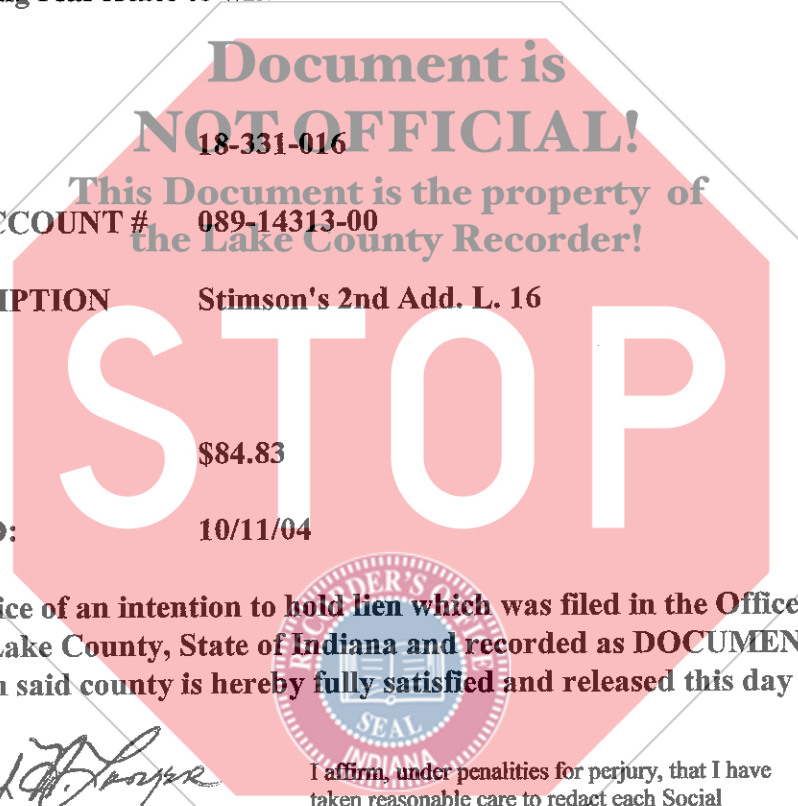 Document is
NOT OFFICIAL!
18-331-016
This Document is the property of
CCOUNT # 089-14313-00
the Lake County Recorder!
IPTION Stimson's 2nd Add. L. 16
STOP
$84.83
D: 10/11/04
RECORDER'S OFFICE
ice of an intention to hold lien which was filed in the Office
Lake County, State of Indiana and recorded as DOCUMEN
n said county is hereby fully satisfied and released this day
SEAL
INDIANA
I affirm, under penalities for perjury, that I have
taken reasonable care to redact each Social